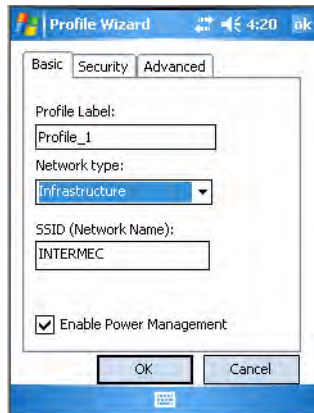 Profile Wizard 4:20 ok
Basic Security Advanced
Profile Label:
Profile_1
Network type:
Infrastructure
SSID (Network Name):
INTERMEC
Enable Power Management
OK Cancel